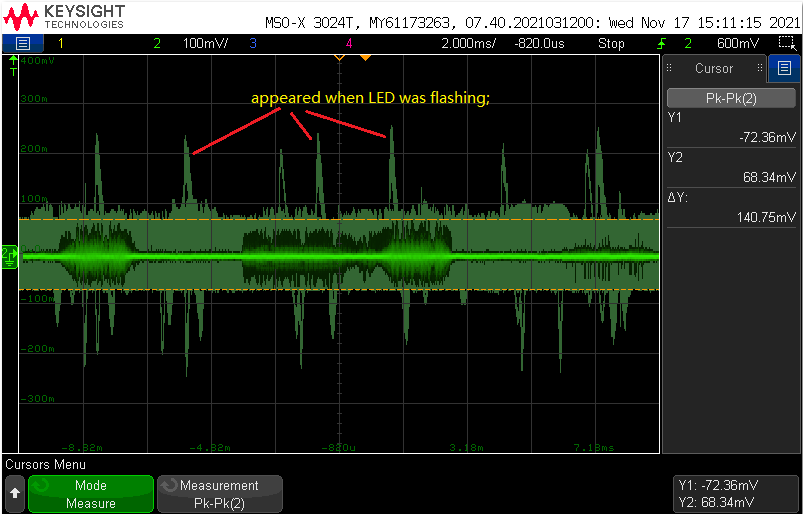 KEYSIGHT
TECHNOLOGIES
MSO-X 3024T, MY61173263, 07.40.2021031200: Wed Nov 17 15:11:15 2021
1 2 100mV/ 3 4 2.000ms/ -820.0us Stop 2 600mV
400mV
T
appeared when LED was flashing;
300m
200m
100m
2
-100m
-200m
-300m
-8.82m -4.82m -820u 3.18m 7.18ms
Cursor
Pk-Pk(2)
Y1
-72.36mV
Y2
68.34mV
ΔY:
140.75mV
Cursors Menu
Mode
Measure
Measurement
Pk-Pk(2)
Y1: -72.36mV
Y2: 68.34mV